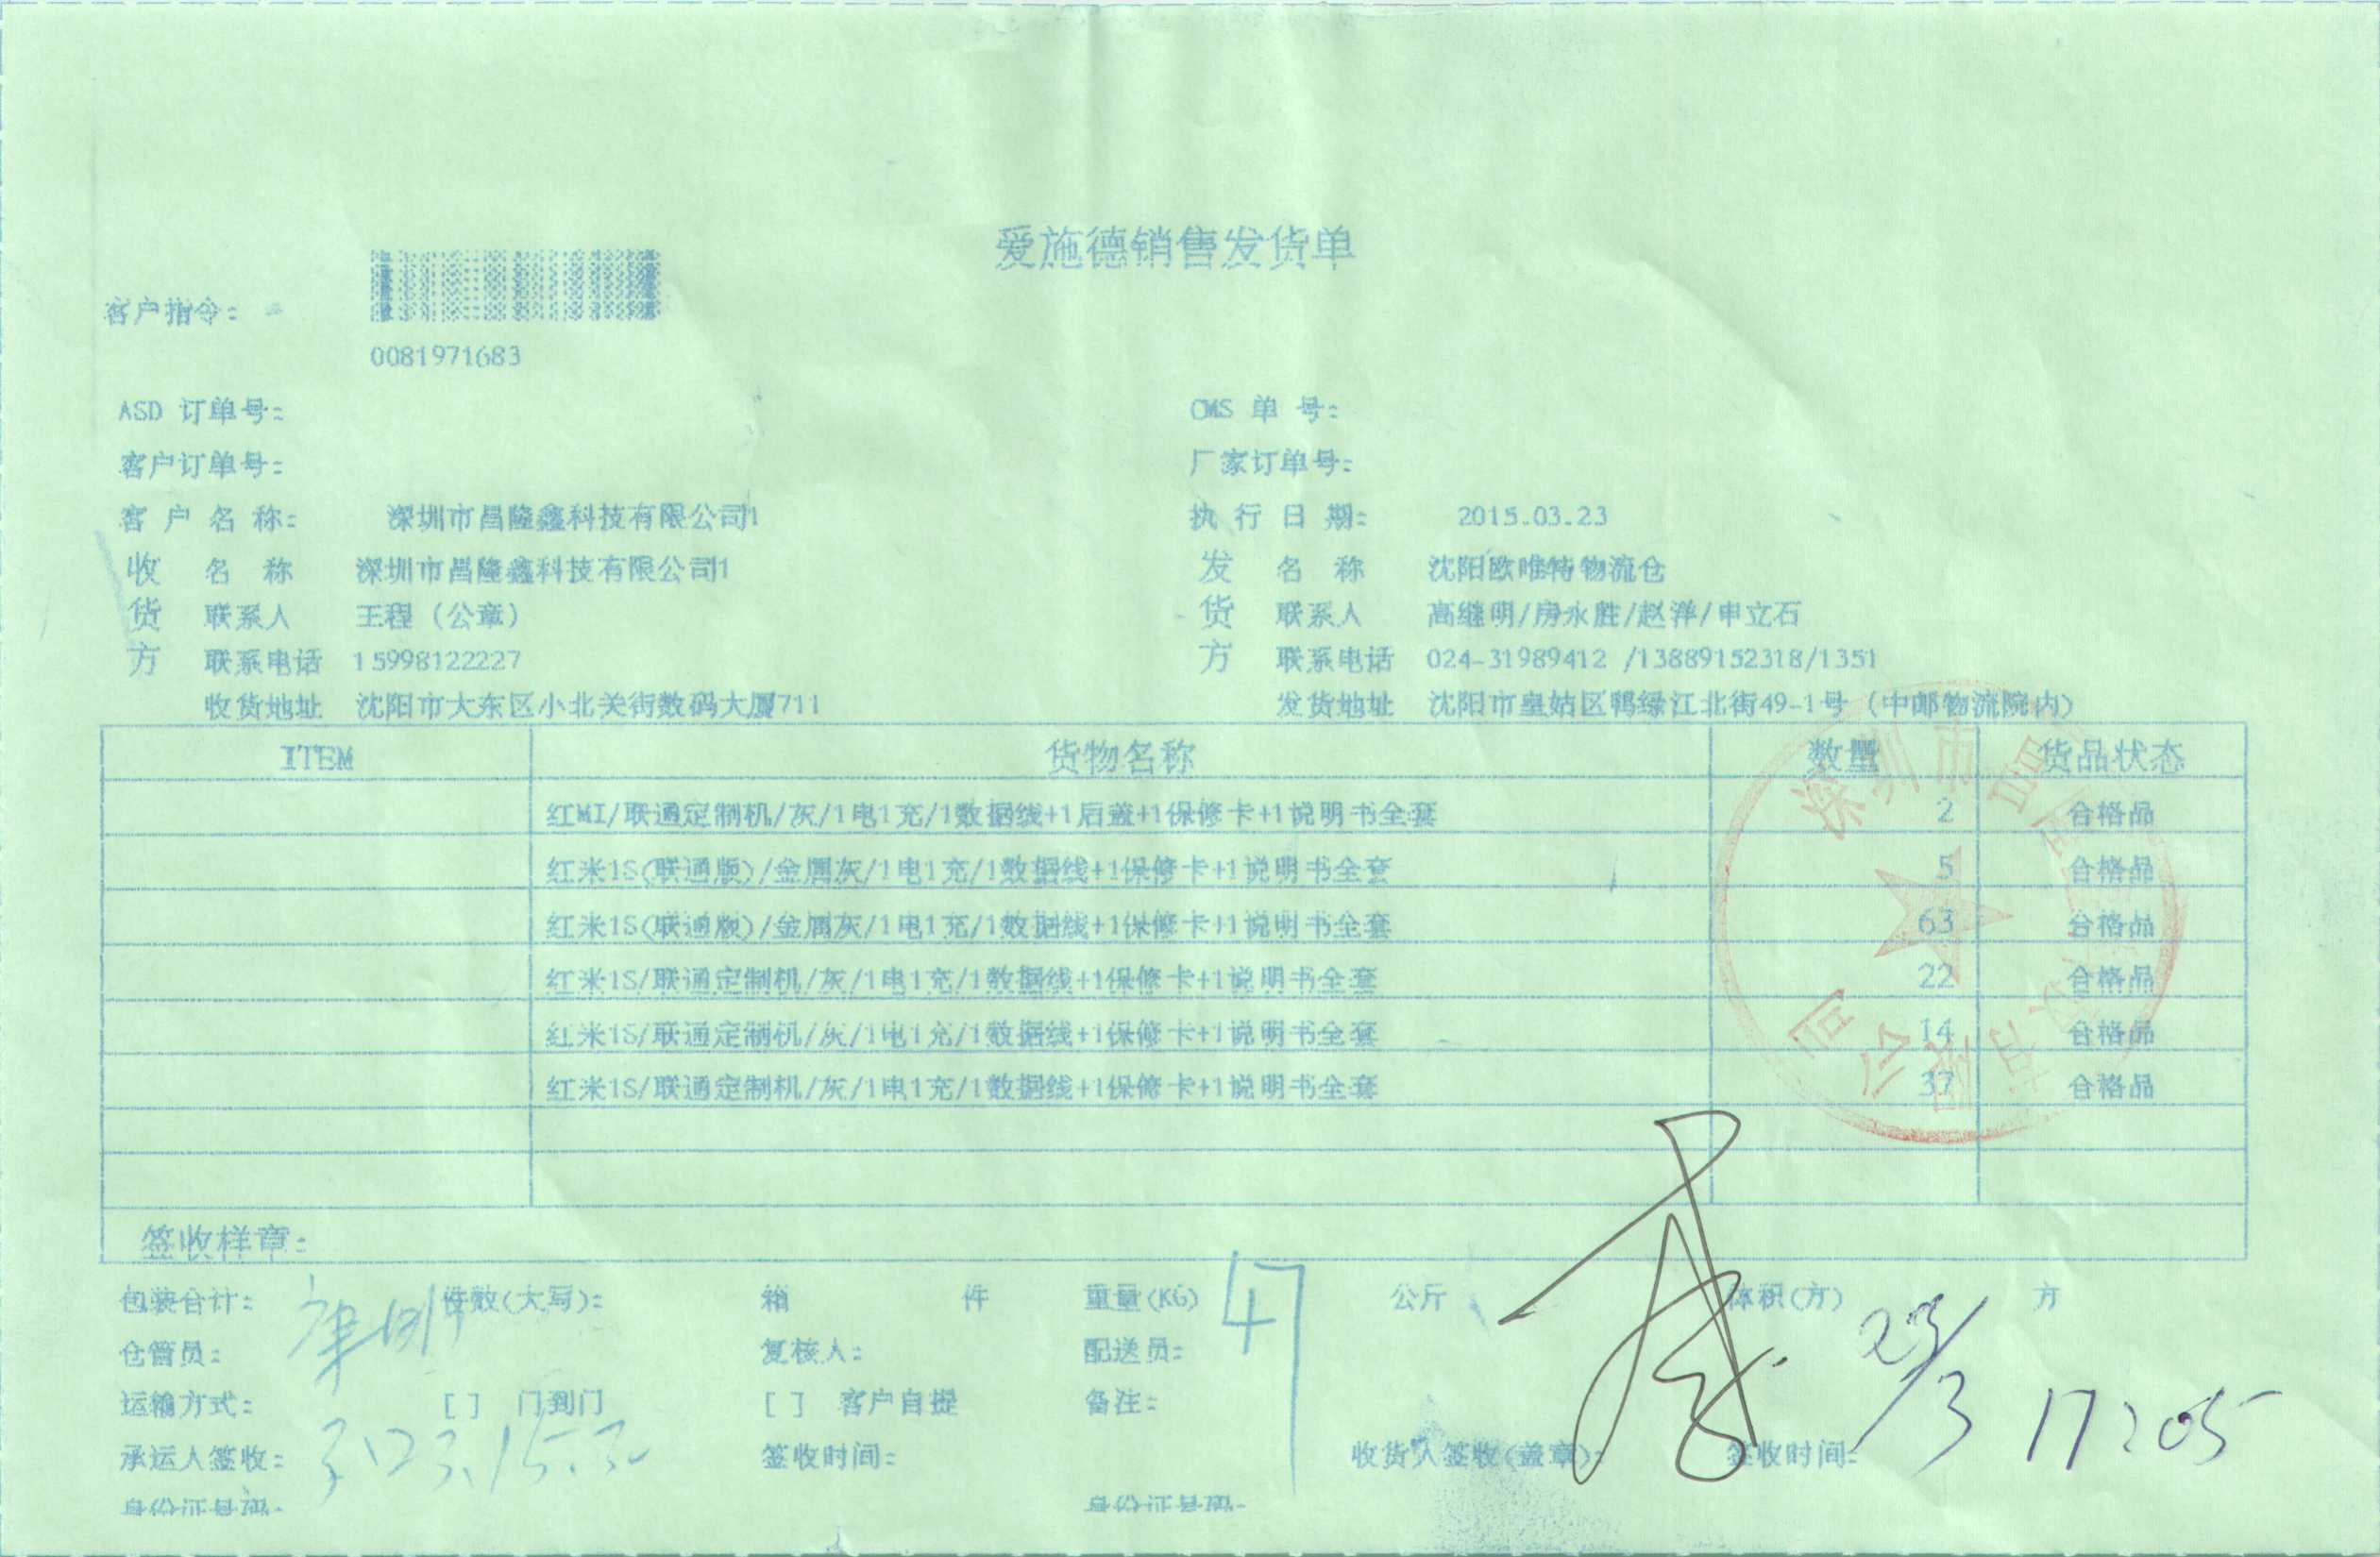 爱施德销售发货单
客户指令：
0081971683
ASD 订单号： OMS 单 号：
客户订单号： 厂家订单号：
客 户 名 称： 深圳市昌隆鑫科技有限公司1 执 行 日 期： 2015.03.23
收 名 称 深圳市昌隆鑫科技有限公司1 发 名 称 沈阳欧唯特物流仓
货 联系人 王程（公章） 货 联系人 高继明/房永胜/赵洋/申立石
方 联系电话 15998122227 方 联系电话 024-31989412 /13889152318/1351
收货地址 沈阳市大东区小北关街数码大厦711 发货地址 沈阳市皇姑区鸭绿江北街49-1号（中邮物流院内）
ITEM 货物名称 数量 货品状态
红MI/联通定制机/灰/1电1充/1数据线+1后盖+1保修卡+1说明书全套 2 合格品
红米1S(联通版)/金属灰/1电1充/1数据线+1保修卡+1说明书全套 5 合格品
红米1S(联通版)/金属灰/1电1充/1数据线+1保修卡+1说明书全套 63 合格品
红米1S/联通定制机/灰/1电1充/1数据线+1保修卡+1说明书全套 22 合格品
红米1S/联通定制机/灰/1电1充/1数据线+1保修卡+1说明书全套 14 合格品
红米1S/联通定制机/灰/1电1充/1数据线+1保修卡+1说明书全套 37 合格品
签收样章：
包装合计： 件数(大写)： 箱 件 重量(KG) 47 公斤 体积(方) 方
仓管员： 复核人： 配送员： 23/3 17:05
运输方式： [ ] 门到门 [ ] 客户自提 备注：
承运人签收： 签收时间： 收货人签收(盖章)： 签收时间：
身份证号码： 身份证号码：